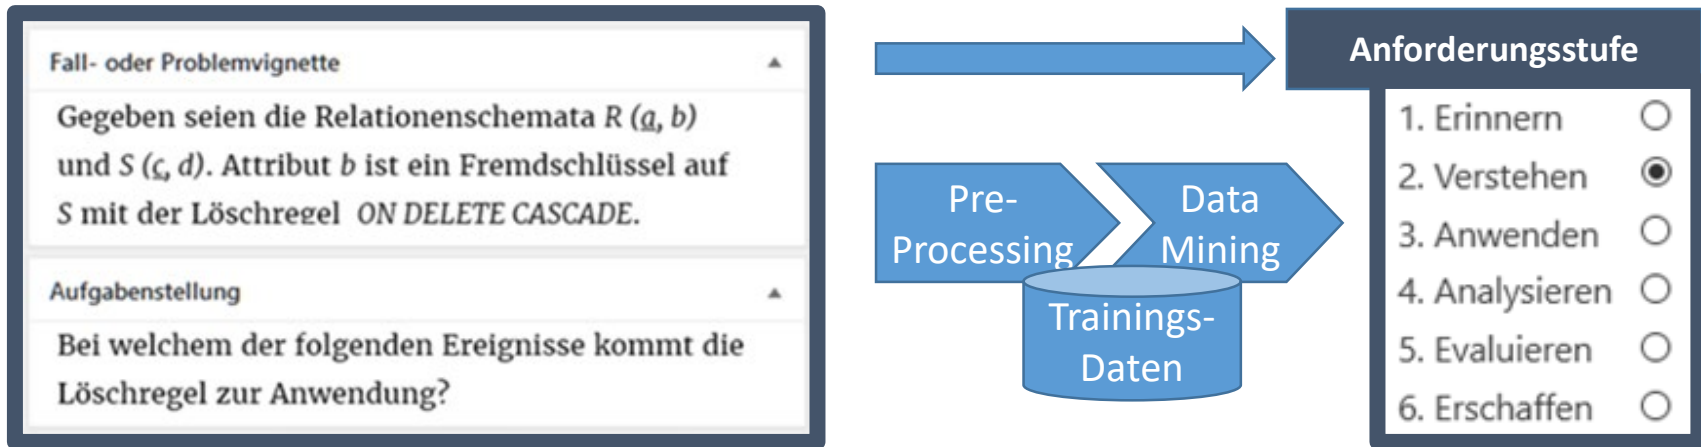 Fall- oder Problemvignette
Gegeben seien die Relationenschemata R (a, b)
und S (c, d). Attribut b ist ein Fremdschlüssel auf
S mit der Löschregel ON DELETE CASCADE.
Aufgabenstellung
Bei welchem der folgenden Ereignisse kommt die
Löschregel zur Anwendung?
Pre-
Processing
Data
Mining
Trainings-
Daten
Anforderungsstufe
1. Erinnern
2. Verstehen
3. Anwenden
4. Analysieren
5. Evaluieren
6. Erschaffen